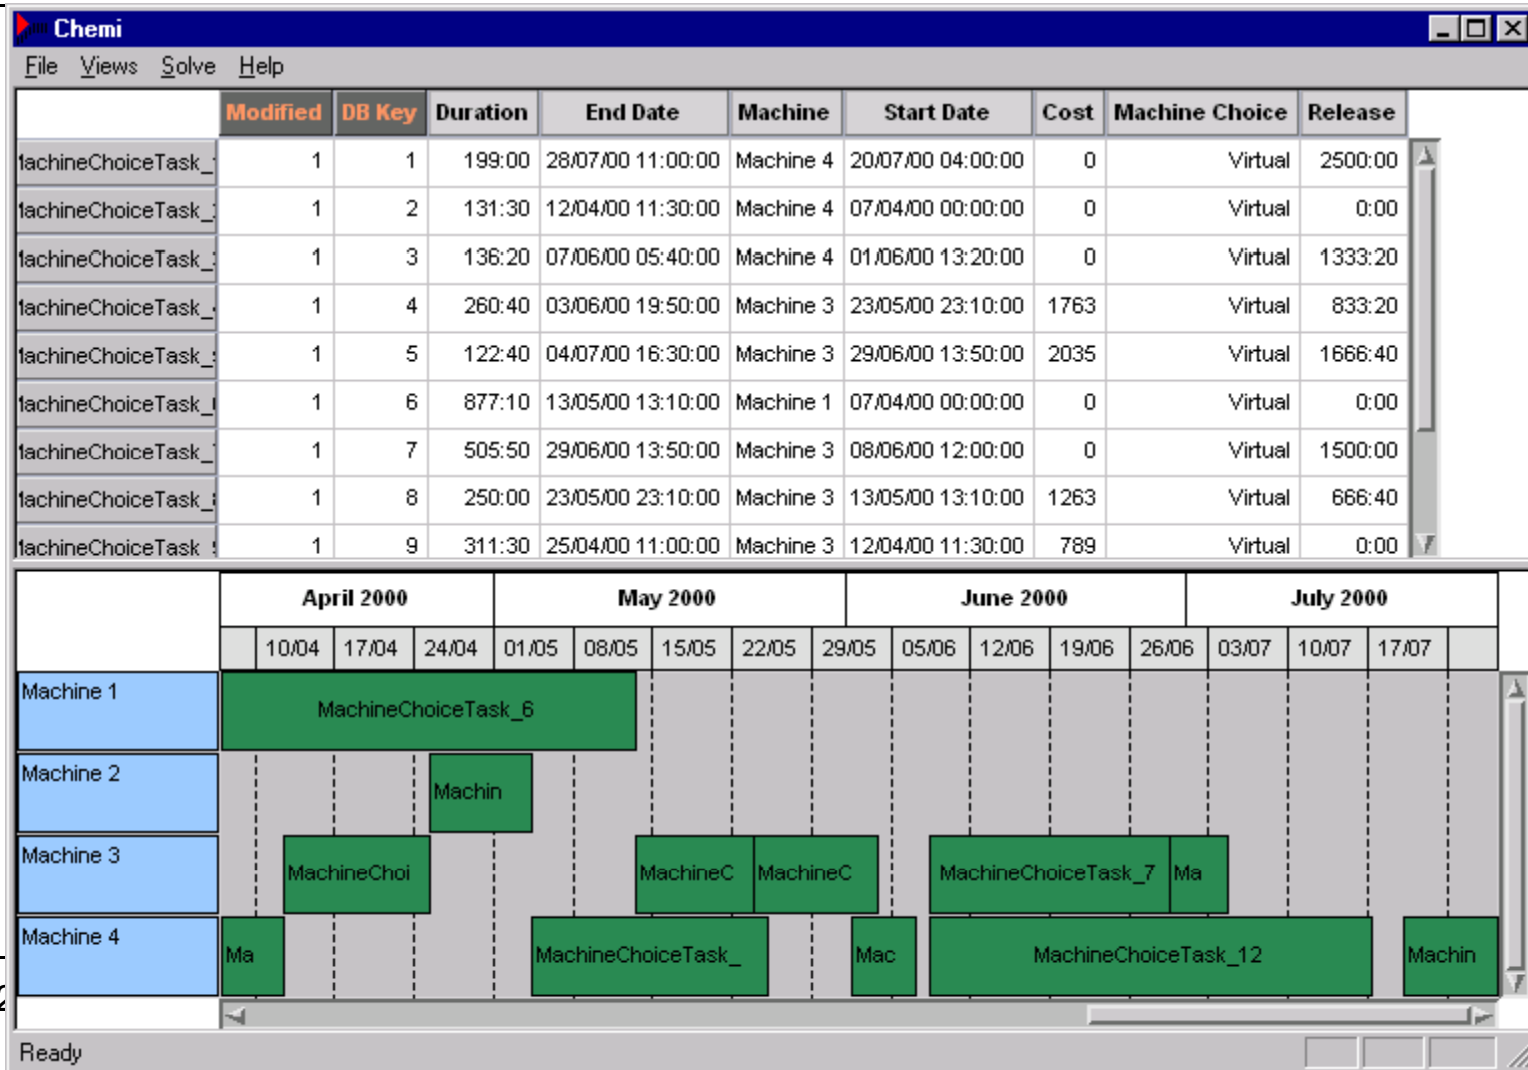 Chemi
File Views Solve Help
Modified DB Key Duration End Date Machine Start Date Cost Machine Choice Release
MachineChoiceTask_ 1 1 199:00 28/07/00 11:00:00 Machine 4 20/07/00 04:00:00 0 Virtual 2500:00
MachineChoiceTask_ 1 2 131:30 12/04/00 11:30:00 Machine 4 07/04/00 00:00:00 0 Virtual 0:00
MachineChoiceTask_ 1 3 136:20 07/06/00 05:40:00 Machine 4 01/06/00 13:20:00 0 Virtual 1333:20
MachineChoiceTask_ 1 4 260:40 03/06/00 19:50:00 Machine 3 23/05/00 23:10:00 1763 Virtual 833:20
MachineChoiceTask_ 1 5 122:40 04/07/00 16:30:00 Machine 3 29/06/00 13:50:00 2035 Virtual 1666:40
MachineChoiceTask_ 1 6 877:10 13/05/00 13:10:00 Machine 1 07/04/00 00:00:00 0 Virtual 0:00
MachineChoiceTask_ 1 7 505:50 29/06/00 13:50:00 Machine 3 08/06/00 12:00:00 0 Virtual 1500:00
MachineChoiceTask_ 1 8 250:00 23/05/00 23:10:00 Machine 3 13/05/00 13:10:00 1263 Virtual 666:40
MachineChoiceTask_ 1 9 311:30 25/04/00 11:00:00 Machine 3 12/04/00 11:30:00 789 Virtual 0:00
April 2000 May 2000 June 2000 July 2000
10/04 17/04 24/04 01/05 08/05 15/05 22/05 29/05 05/06 12/06 19/06 26/06 03/07 10/07 17/07
Machine 1 MachineChoiceTask_6
Machine 2 Machin
Machine 3 MachineChoi MachineC MachineC MachineChoiceTask_7 Ma
Machine 4 Ma MachineChoiceTask_ Mac MachineChoiceTask_12 Machin
Ready